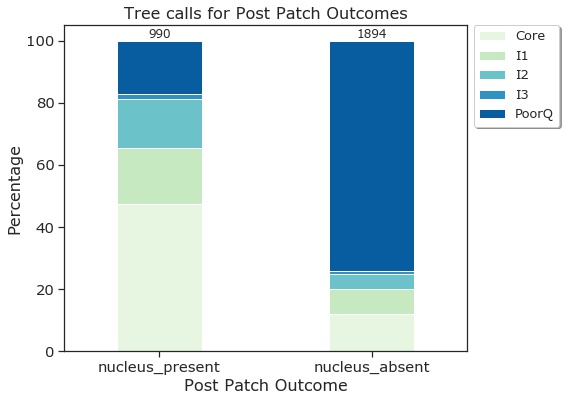 Tree calls for Post Patch Outcomes
990
1894
Core
I1
I2
I3
PoorQ
Percentage
100
80
60
40
20
0
nucleus_present
nucleus_absent
Post Patch Outcome